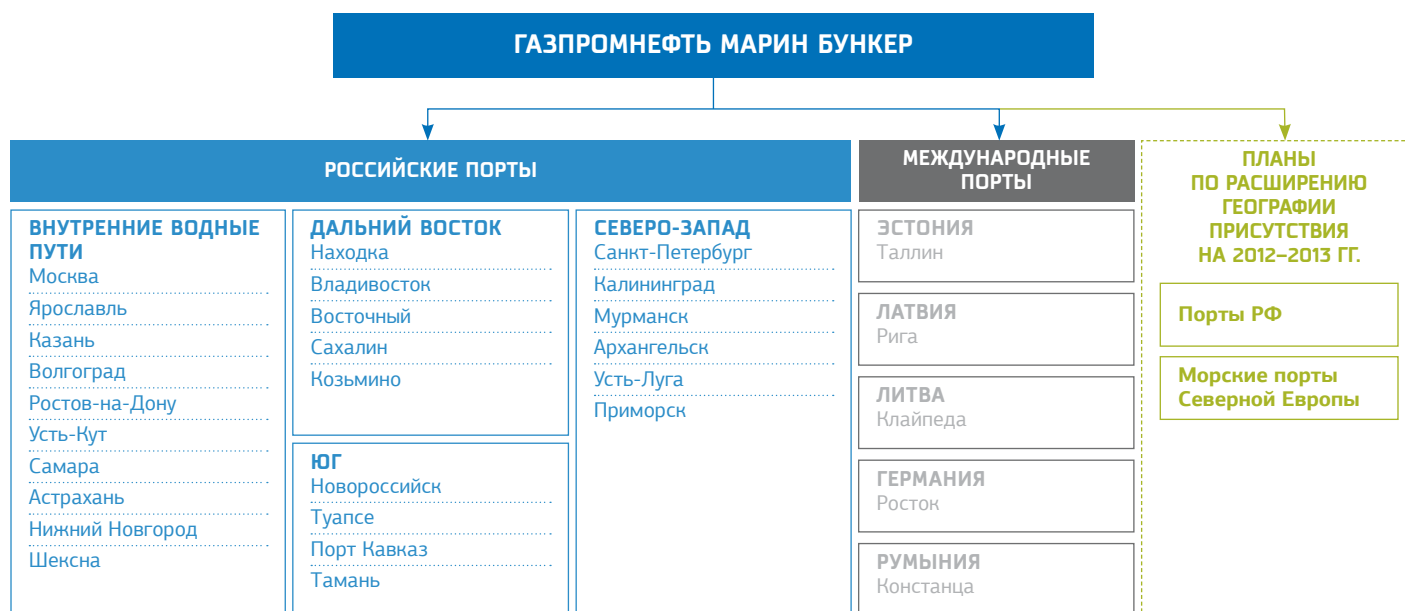 ГАЗПРОМНЕФТЬ МАРИН БУНКЕР
РОССИЙСКИЕ ПОРТЫ
ВНУТРЕННИЕ ВОДНЫЕ
ПУТИ
Москва
Ярославль
Казань
Волгоград
Ростов-на-Дону
Усть-Кут
Самара
Астрахань
Нижний Новгород
Шексна
ДАЛЬНИЙ ВОСТОК
Находка
Владивосток
Восточный
Сахалин
Козьмино
ЮГ
Новороссийск
Туапсе
Порт Кавказ
Тамань
СЕВЕРО-ЗАПАД
Санкт-Петербург
Калининград
Мурманск
Архангельск
Усть-Луга
Приморск
МЕЖДУНАРОДНЫЕ
ПОРТЫ
ЭСТОНИЯ
Таллин
ЛАТВИЯ
Рига
ЛИТВА
Клайпеда
ГЕРМАНИЯ
Росток
РУМЫНИЯ
Констанца
ПЛАНЫ
ПО РАСШИРЕНИЮ
ГЕОГРАФИИ
ПРИСУТСТВИЯ
НА 2012–2013 ГГ.
Порты РФ
Морские порты
Северной Европы